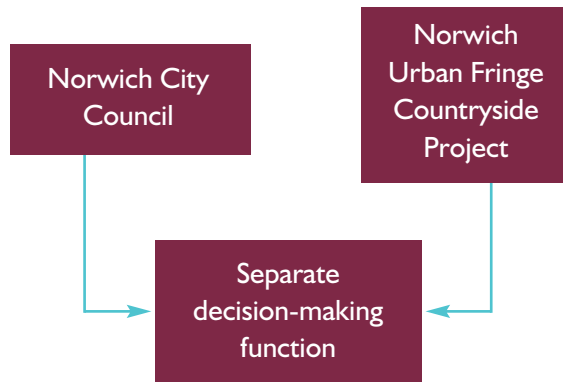 Norwich City
Council
Norwich
Urban Fringe
Countryside
Project
Separate
decision-making
function